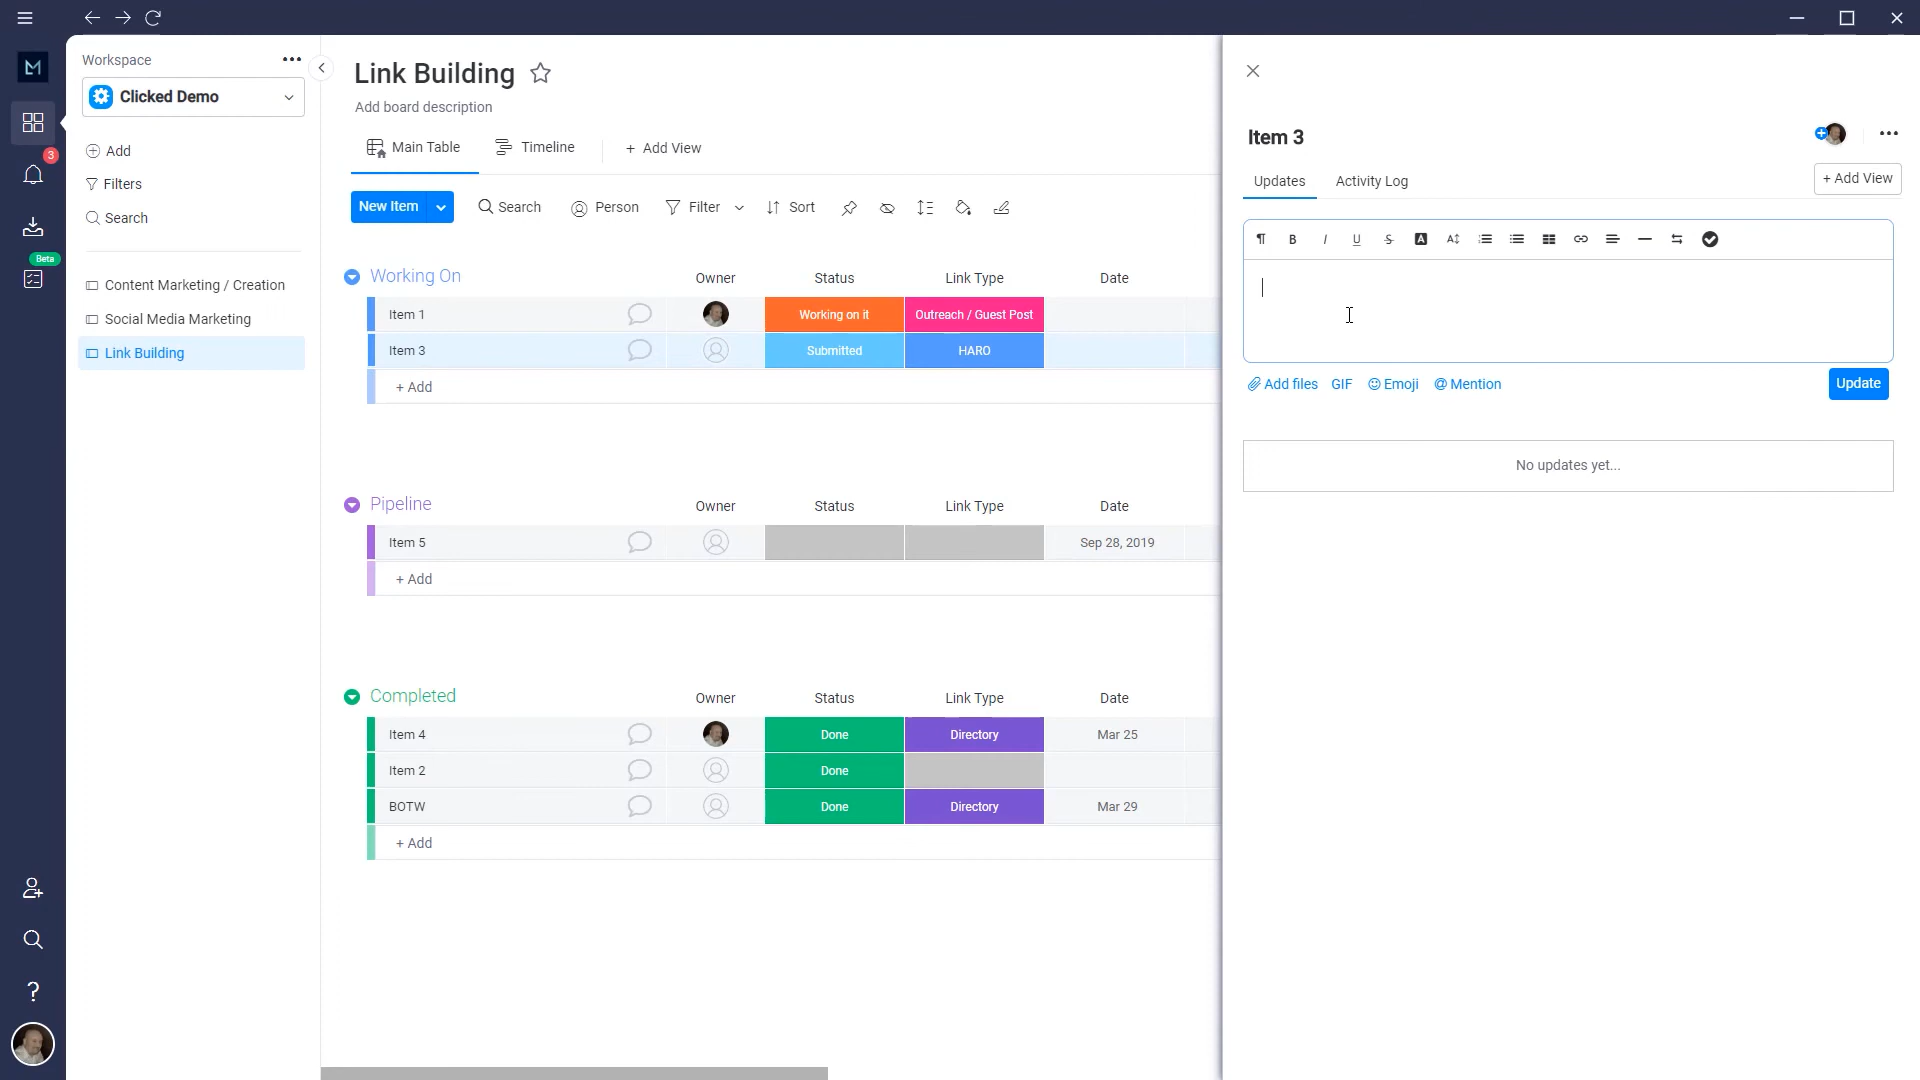 Workspace
Clicked Demo
Add
Filters
Search
3
Beta
Content Marketing / Creation
Social Media Marketing
Link Building
Link Building
Add board description
Main Table
Timeline
+ Add View
New Item
Search
Person
Filter
Sort
Working On Owner Status Link Type Date
Item 1 Working on it Outreach / Guest Post
Item 3 Submitted HARO
+ Add
Pipeline Owner Status Link Type Date
Item 5 Sep 28, 2019
+ Add
Completed Owner Status Link Type Date
Item 4 Done Directory Mar 25
Item 2 Done
BOTW Done Directory Mar 29
+ Add
Item 3
Updates
Activity Log
+ Add View
Add files GIF Emoji @ Mention
Update
No updates yet...